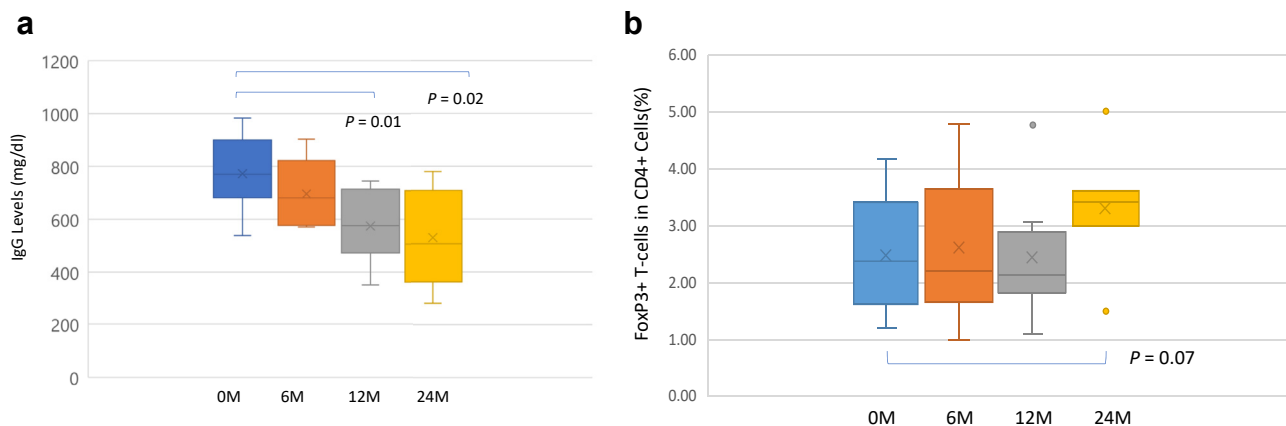 a
IgG Levels (mg/dl)
1200
1000
800
600
400
200
0
P = 0.02
P = 0.01
0M 6M 12M 24M
b
FoxP3+ T-cells in CD4+ Cells(%)
6.00
5.00
4.00
3.00
2.00
1.00
0.00
P = 0.07
0M 6M 12M 24M